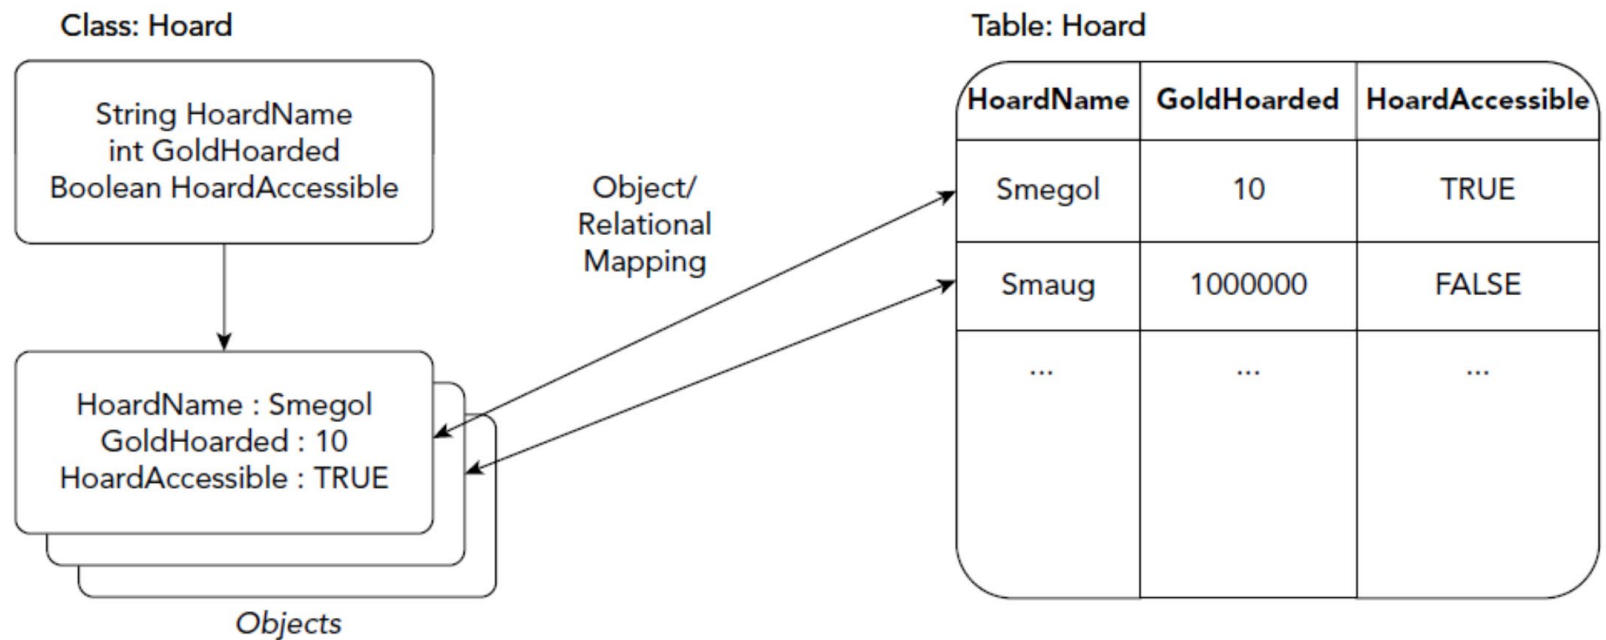 Class: Hoard
String HoardName
int GoldHoarded
Boolean HoardAccessible
HoardName : Smegol
GoldHoarded : 10
HoardAccessible : TRUE
Objects
Object/
Relational
Mapping
Table: Hoard
HoardName GoldHoarded HoardAccessible
Smegol 10 TRUE
Smaug 1000000 FALSE
... ... ...